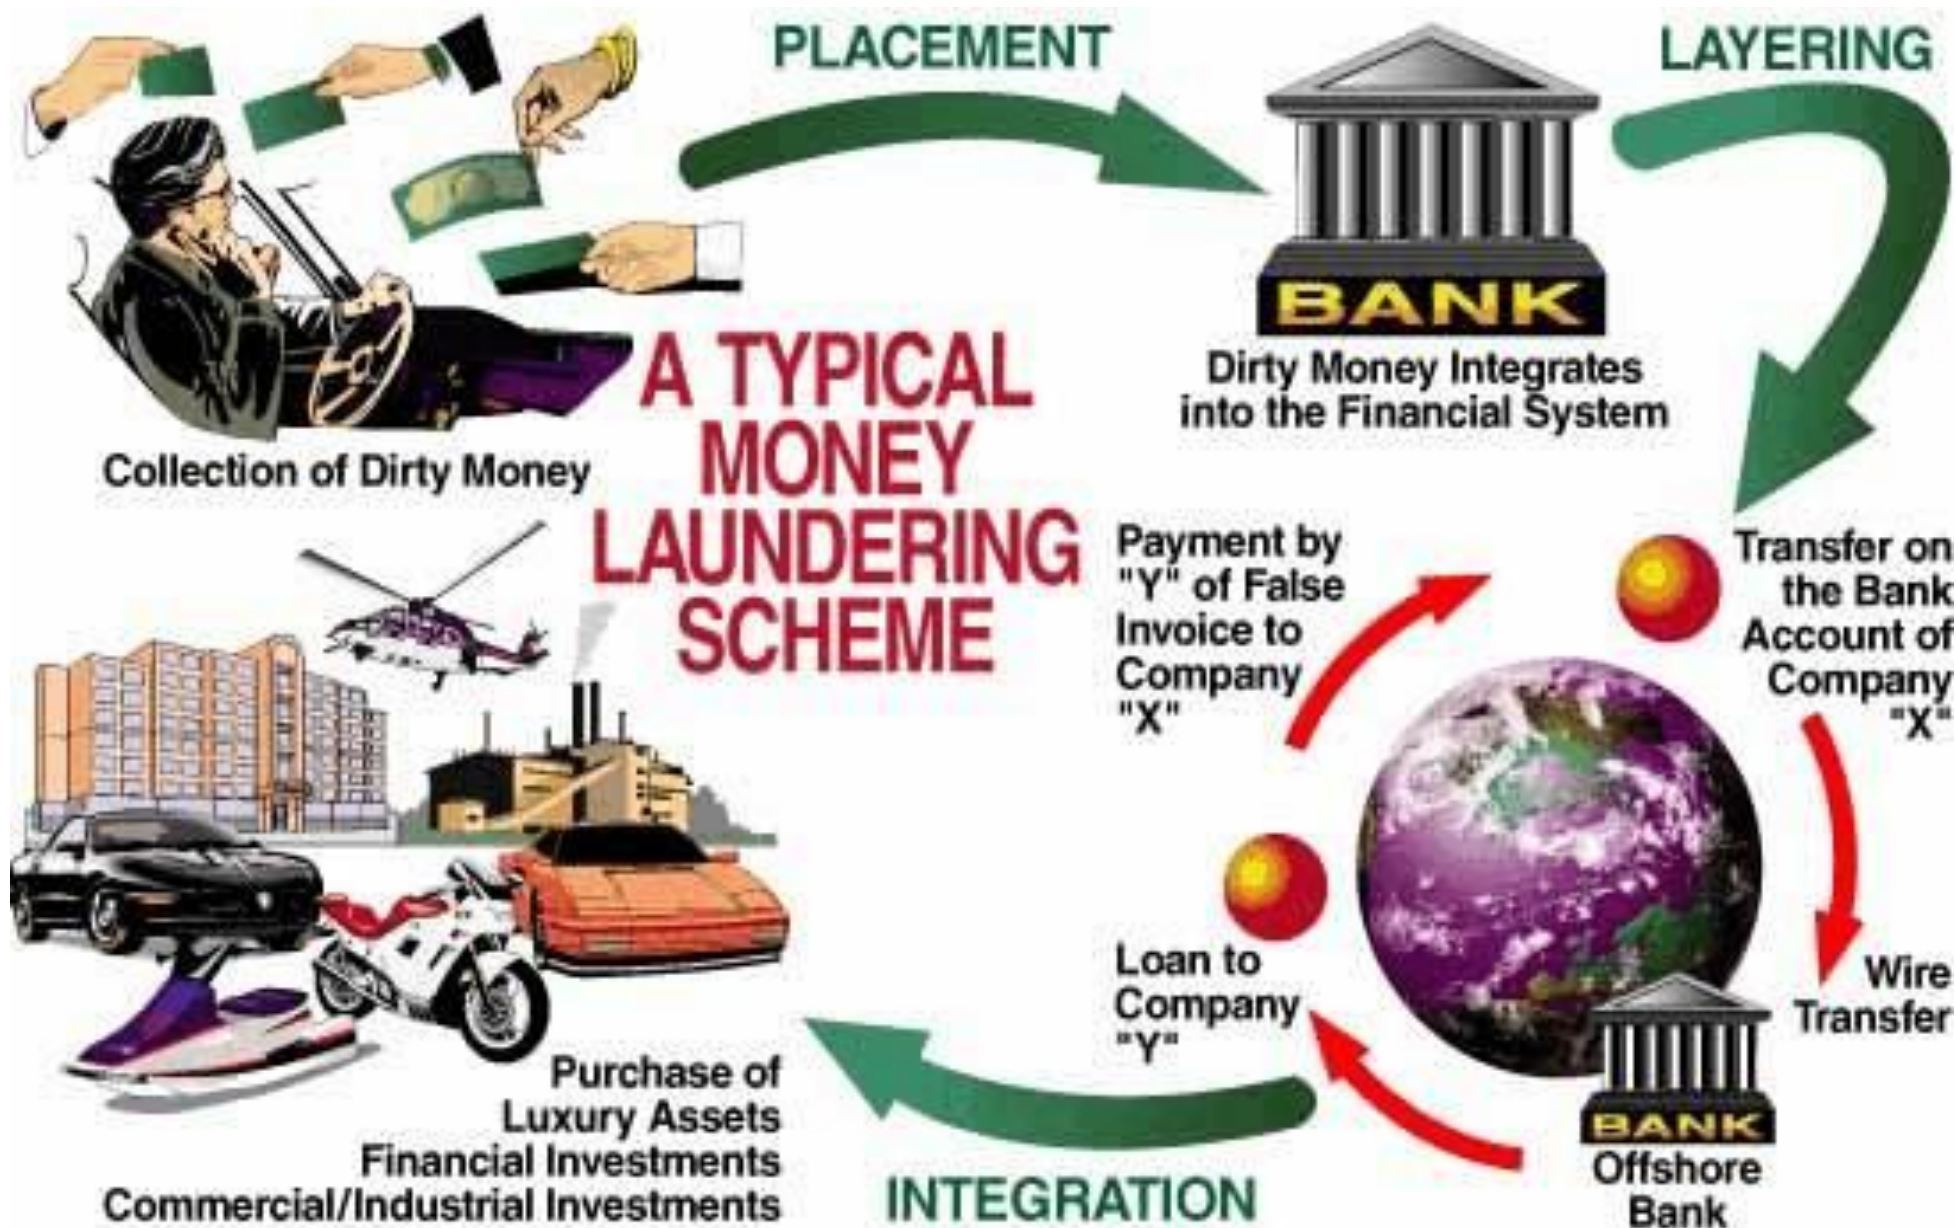 PLACEMENT
LAYERING
BANK
Dirty Money Integrates
into the Financial System
Collection of Dirty Money
A TYPICAL
MONEY
LAUNDERING
SCHEME
Payment by
"Y" of False
Invoice to
Company
"X"
Transfer on
the Bank
Account of
Company
"X"
Wire
Transfer
Loan to
Company
"Y"
BANK
Offshore
Bank
Purchase of
Luxury Assets
Financial Investments
Commercial/Industrial Investments
INTEGRATION